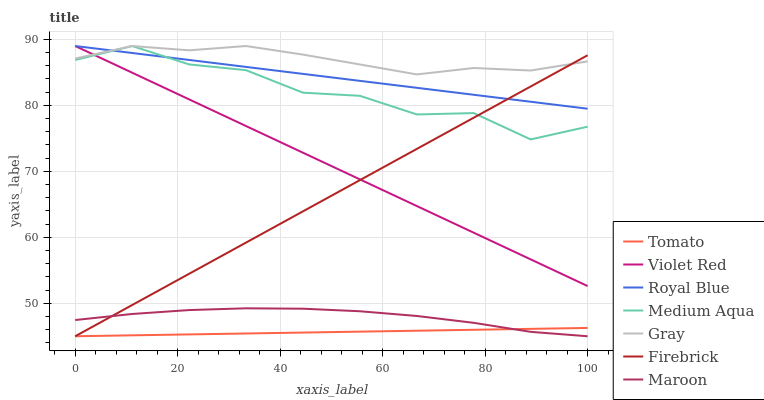 title
90
80
70
60
50
yaxis_label
0 20 40 60 80 100
xaxis_label
Tomato
Violet Red
Royal Blue
Medium Aqua
Gray
Firebrick
Maroon